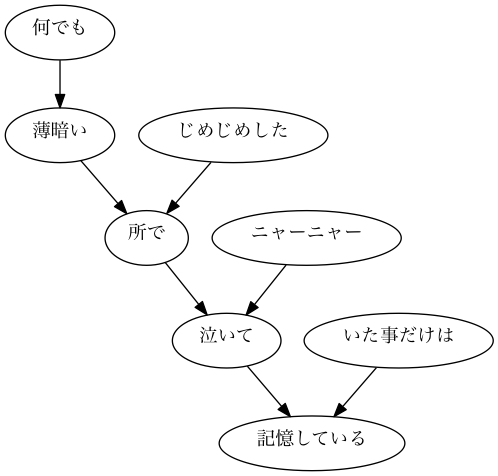 何でも
薄暗い
じめじめした
所で
ニャーニャー
泣いて
いた事だけは
記憶している